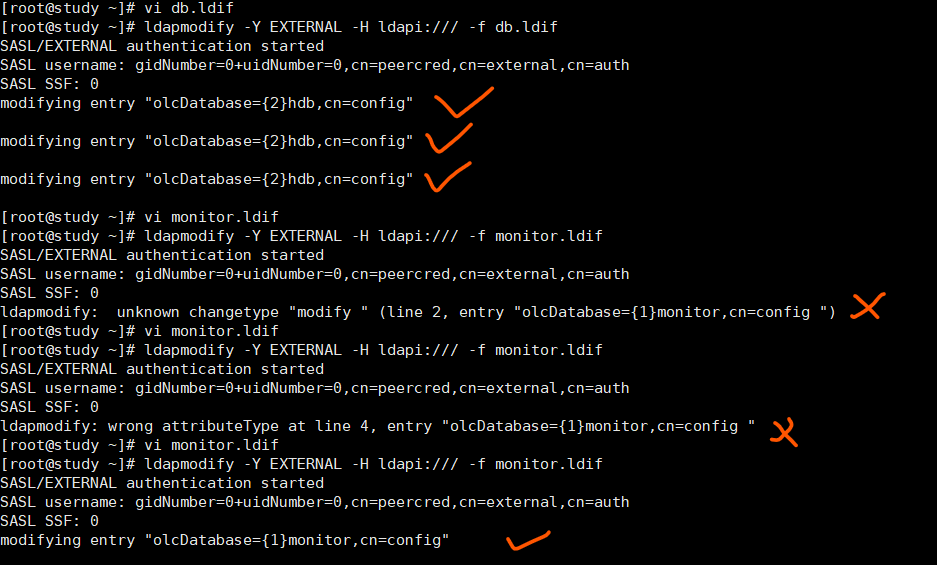 [root@study ~]# vi db.ldif
[root@study ~]# ldapmodify -Y EXTERNAL -H ldapi:/// -f db.ldif
SASL/EXTERNAL authentication started
SASL username: gidNumber=0+uidNumber=0,cn=peercred,cn=external,cn=auth
SASL SSF: 0
modifying entry "olcDatabase={2}hdb,cn=config"
modifying entry "olcDatabase={2}hdb,cn=config"
modifying entry "olcDatabase={2}hdb,cn=config"
[root@study ~]# vi monitor.ldif
[root@study ~]# ldapmodify -Y EXTERNAL -H ldapi:/// -f monitor.ldif
SASL/EXTERNAL authentication started
SASL username: gidNumber=0+uidNumber=0,cn=peercred,cn=external,cn=auth
SASL SSF: 0
ldapmodify:  unknown changetype "modify " (line 2, entry "olcDatabase={1}monitor,cn=config ")
[root@study ~]# vi monitor.ldif
[root@study ~]# ldapmodify -Y EXTERNAL -H ldapi:/// -f monitor.ldif
SASL/EXTERNAL authentication started
SASL username: gidNumber=0+uidNumber=0,cn=peercred,cn=external,cn=auth
SASL SSF: 0
ldapmodify: wrong attributeType at line 4, entry "olcDatabase={1}monitor,cn=config "
[root@study ~]# vi monitor.ldif
[root@study ~]# ldapmodify -Y EXTERNAL -H ldapi:/// -f monitor.ldif
SASL/EXTERNAL authentication started
SASL username: gidNumber=0+uidNumber=0,cn=peercred,cn=external,cn=auth
SASL SSF: 0
modifying entry "olcDatabase={1}monitor,cn=config"